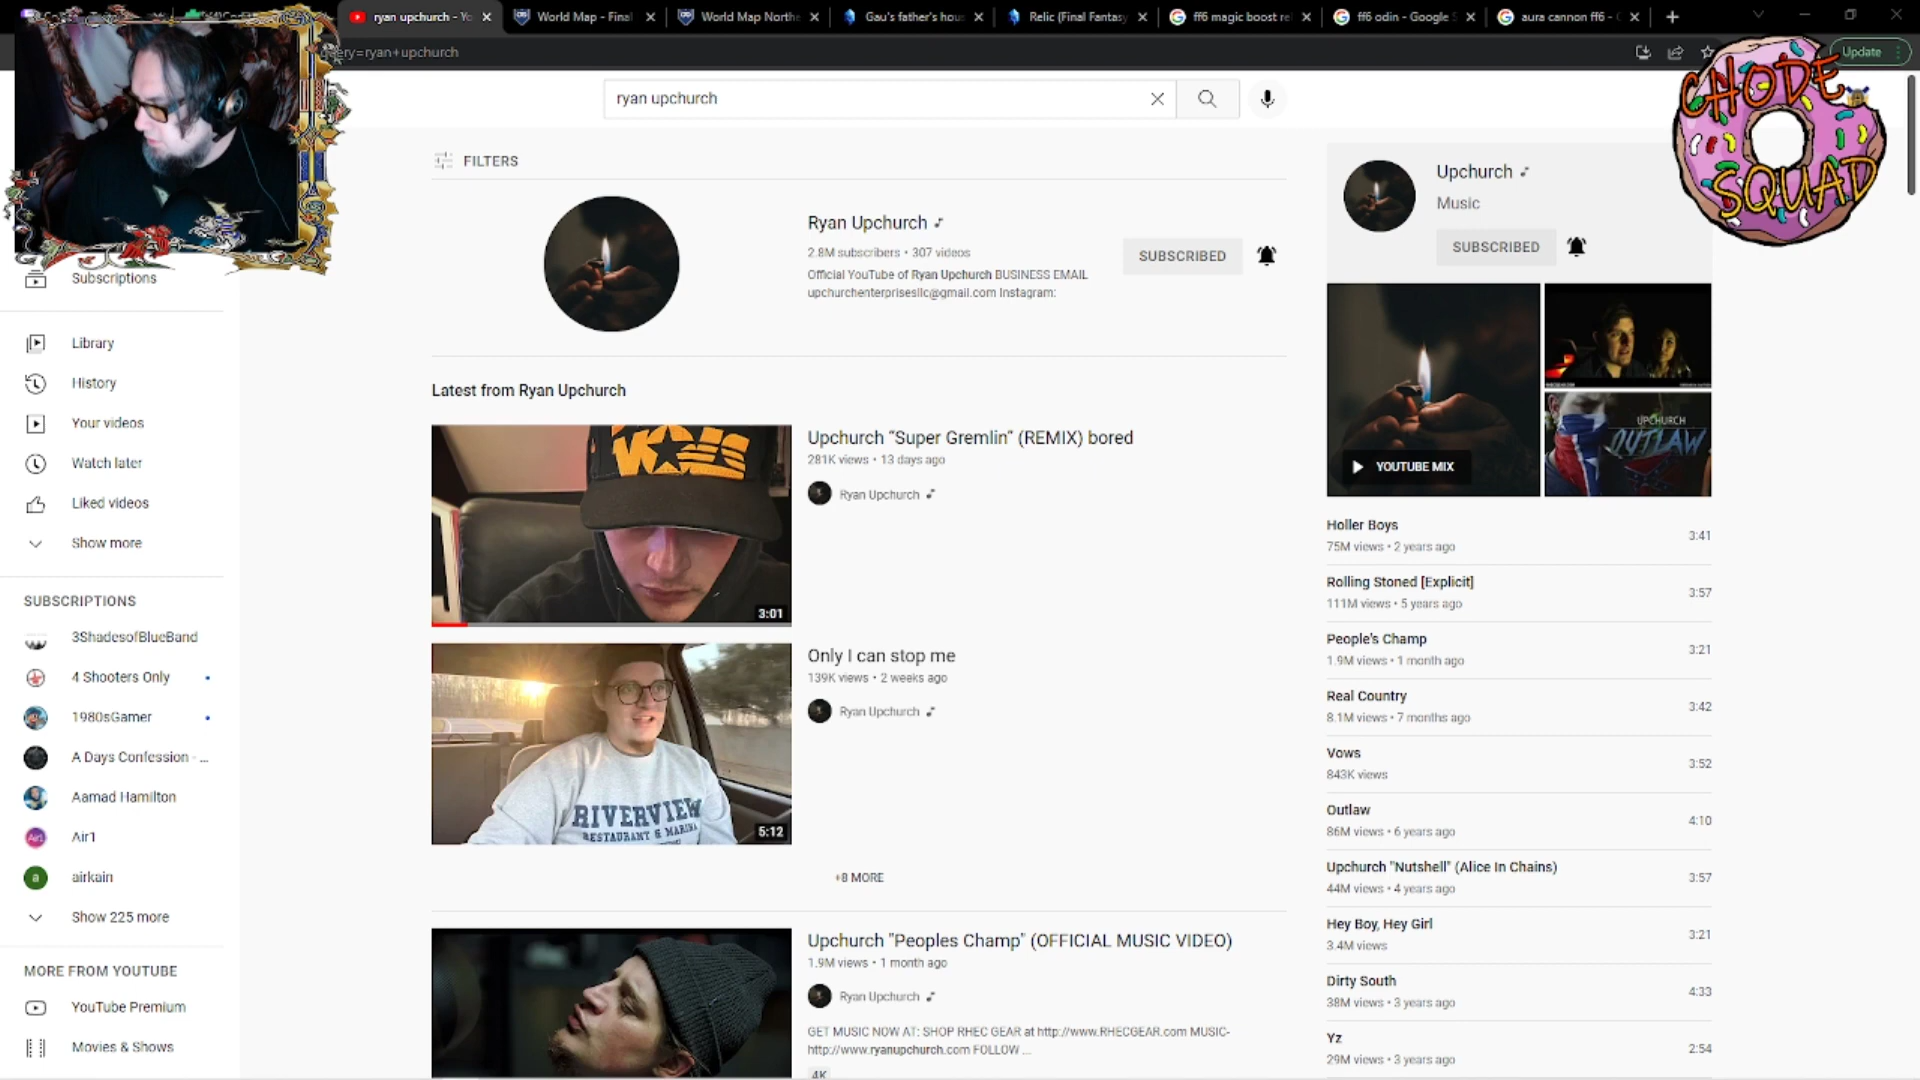 ryan upchurch - Yo
World Map - Final
World Map Northe
Gau's father's hou
Relic (Final Fantasy
ff6 magic boost re
ff6 odin - Google S
aura cannon ff6 -
query=ryan+upchurch
Update
ryan upchurch
CHODE
SQUAD
FILTERS
Ryan Upchurch
2.8M subscribers • 307 videos
Official YouTube of Ryan Upchurch BUSINESS EMAIL
upchurchenterprisesllc@gmail.com Instagram:
SUBSCRIBED
Upchurch
Music
SUBSCRIBED
YOUTUBE MIX
UPCHURCH
OUTLAW
Subscriptions
Library
History
Your videos
Watch later
Liked videos
Show more
SUBSCRIPTIONS
3ShadesofBlueBand
4 Shooters Only
1980sGamer
A Days Confession - ...
Aamad Hamilton
Air1
airkain
Show 225 more
MORE FROM YOUTUBE
YouTube Premium
Movies & Shows
Latest from Ryan Upchurch
3:01
Upchurch “Super Gremlin” (REMIX) bored
281K views • 13 days ago
Ryan Upchurch
RIVERVIEW
RESTAURANT & MARINA
5:12
Only I can stop me
139K views • 2 weeks ago
Ryan Upchurch
+8 MORE
Upchurch "Peoples Champ" (OFFICIAL MUSIC VIDEO)
1.9M views • 1 month ago
Ryan Upchurch
GET MUSIC NOW AT: SHOP RHEC GEAR at http://www.RHECGEAR.com MUSIC-
http://www.ryanupchurch.com FOLLOW ...
4K
Holler Boys
75M views • 2 years ago
3:41
Rolling Stoned [Explicit]
111M views • 5 years ago
3:57
People's Champ
1.9M views • 1 month ago
3:21
Real Country
8.1M views • 7 months ago
3:42
Vows
843K views
3:52
Outlaw
86M views • 6 years ago
4:10
Upchurch "Nutshell" (Alice In Chains)
44M views • 4 years ago
3:57
Hey Boy, Hey Girl
3.4M views
3:21
Dirty South
38M views • 3 years ago
4:33
Yz
29M views • 3 years ago
2:54